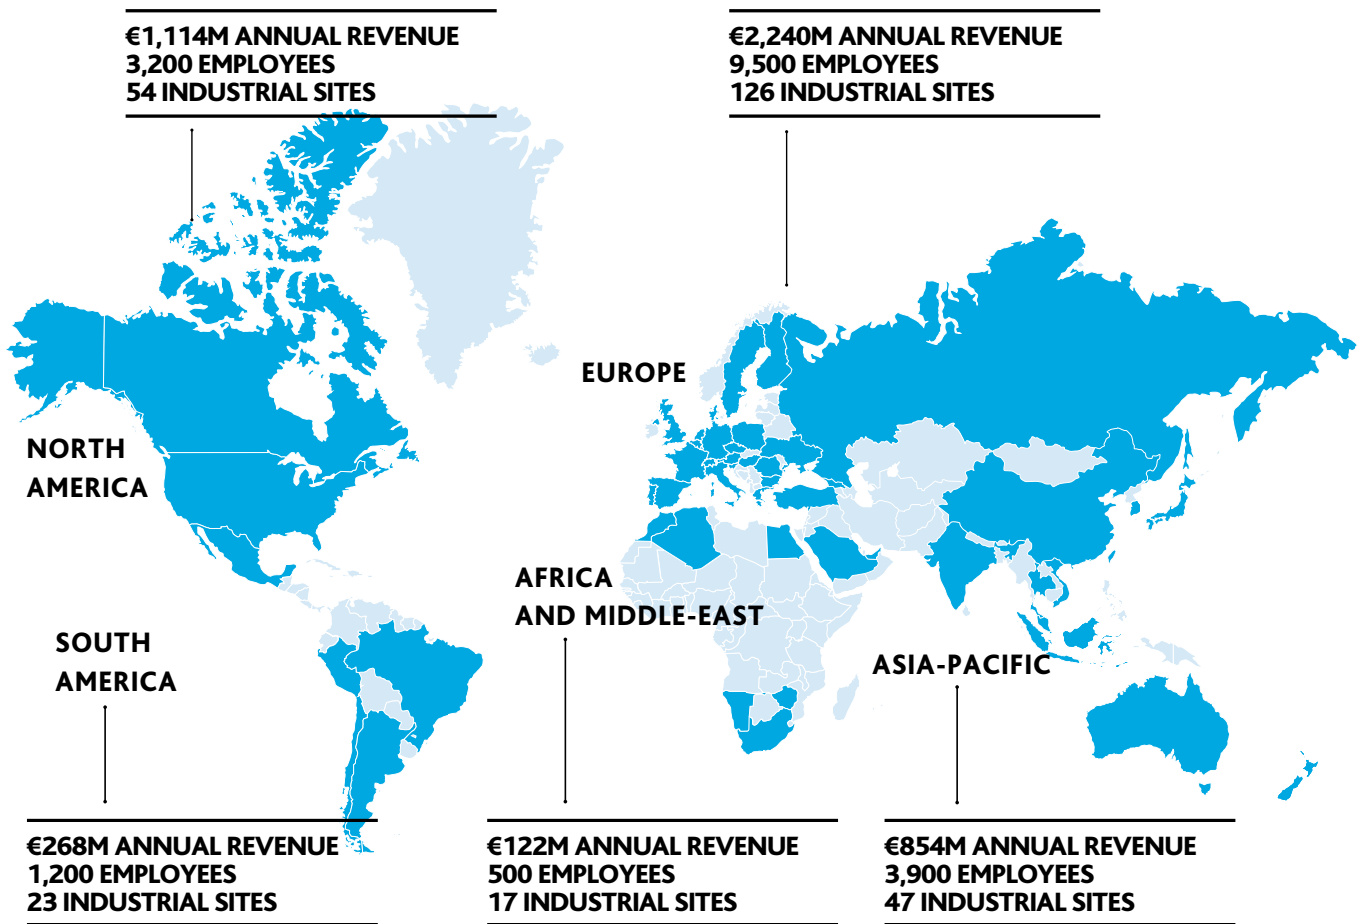 €1,114M ANNUAL REVENUE
3,200 EMPLOYEES
54 INDUSTRIAL SITES
€2,240M ANNUAL REVENUE
9,500 EMPLOYEES
126 INDUSTRIAL SITES
EUROPE
NORTH
AMERICA
AFRICA
AND MIDDLE-EAST
SOUTH
AMERICA
ASIA-PACIFIC
€268M ANNUAL REVENUE
1,200 EMPLOYEES
23 INDUSTRIAL SITES
€122M ANNUAL REVENUE
500 EMPLOYEES
17 INDUSTRIAL SITES
€854M ANNUAL REVENUE
3,900 EMPLOYEES
47 INDUSTRIAL SITES